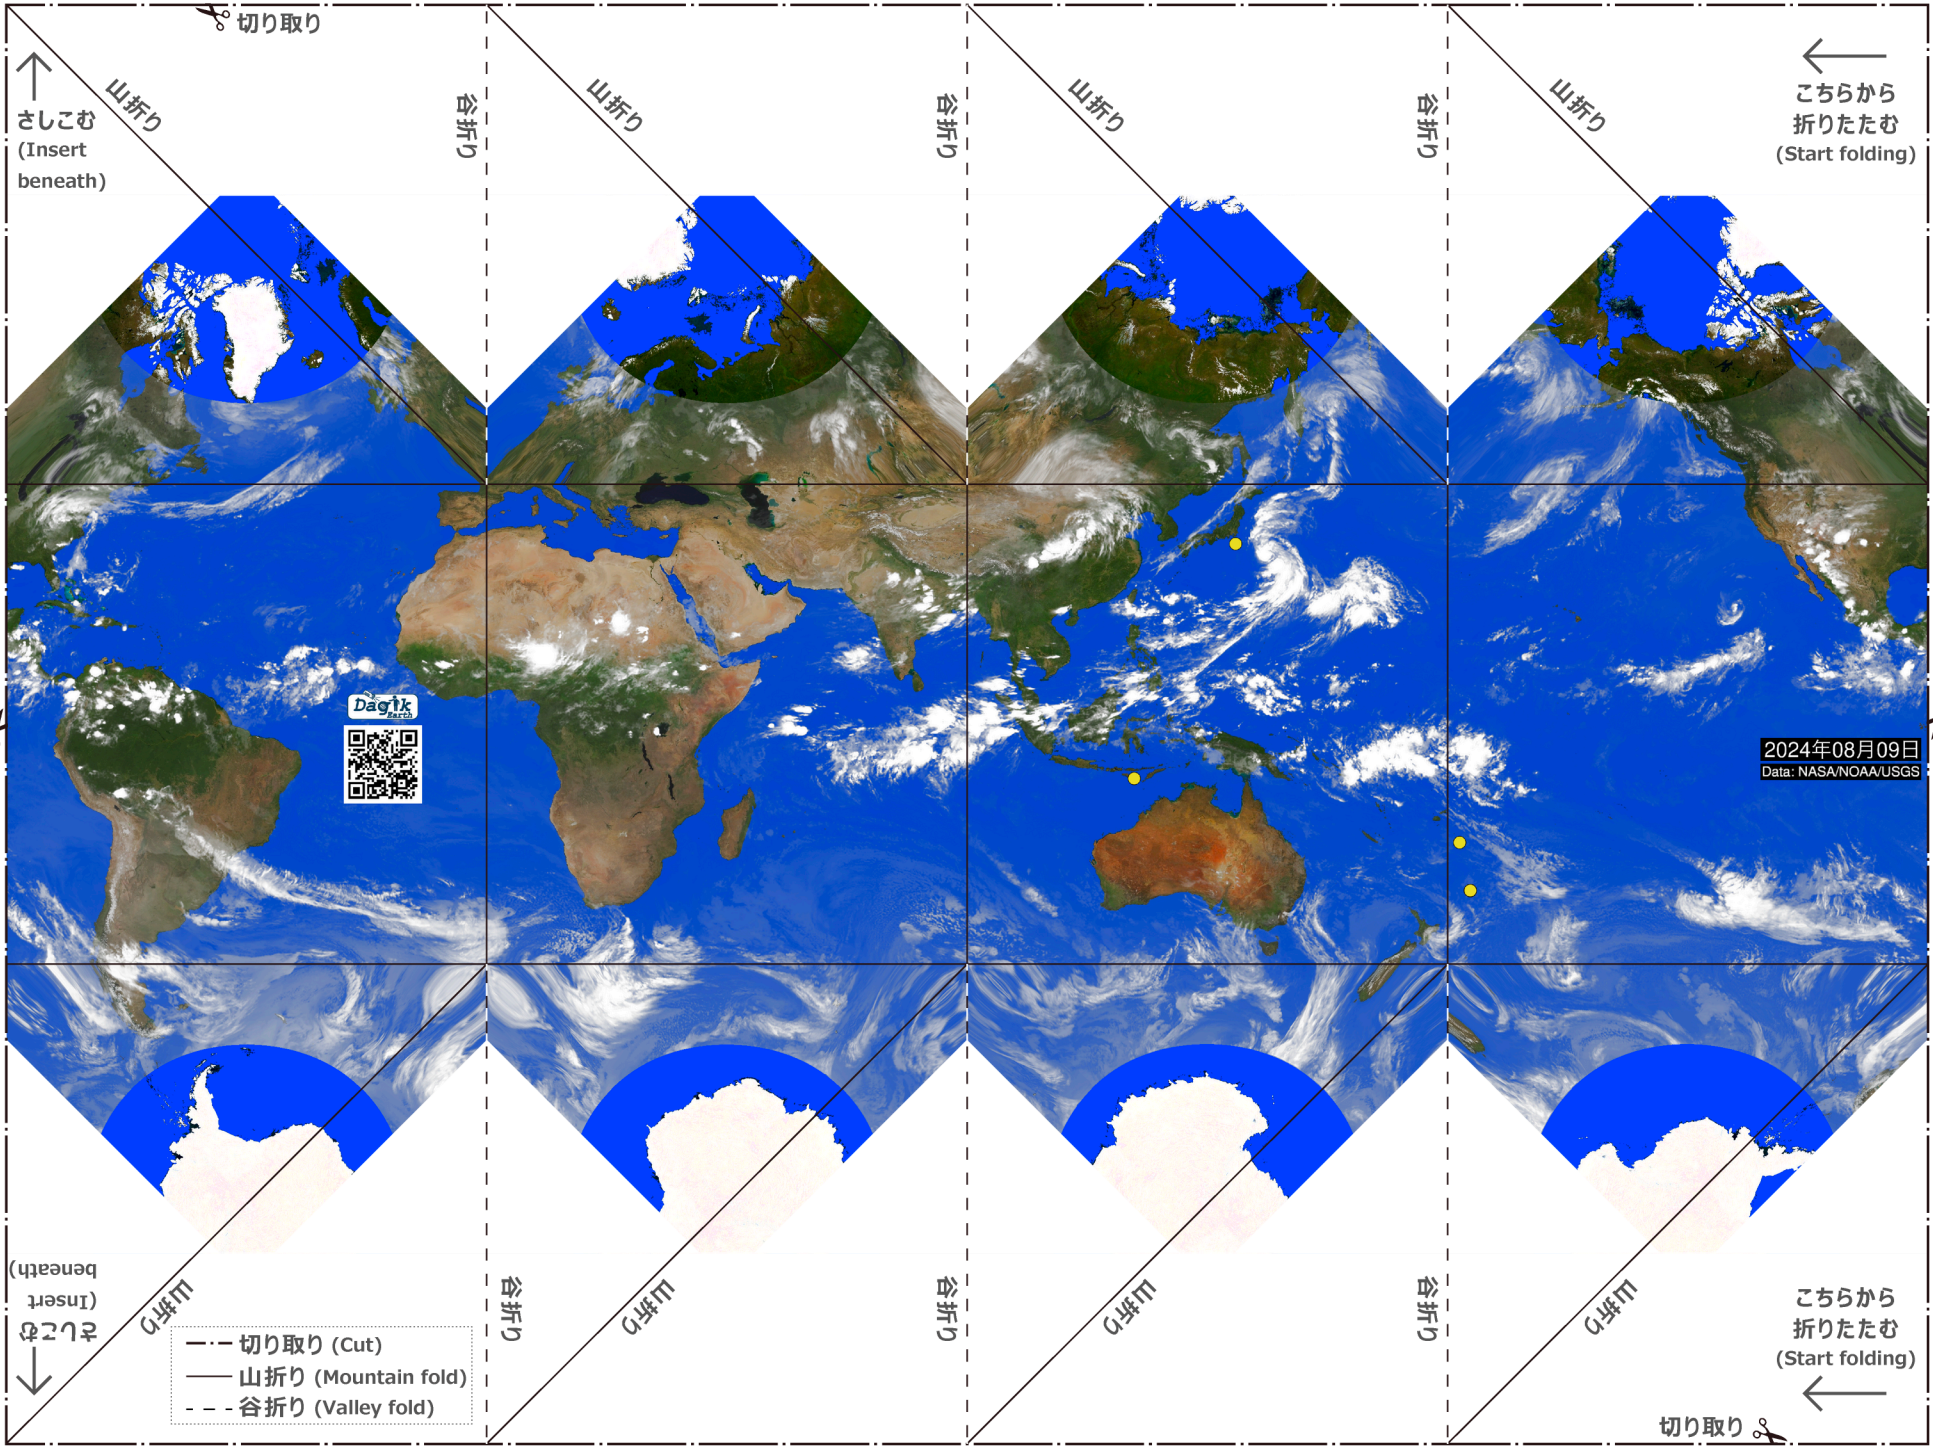 切り取り
山折り
谷折り
山折り
谷折り
山折り
谷折り
山折り
さしこむ
(Insert
beneath)
こちらから
折りたたむ
(Start folding)
Dagik
Earth
2024年08月09日
Data: NASA/NOAA/USGS
さしこむ
(Insert
beneath)
山折り
谷折り
山折り
谷折り
山折り
谷折り
山折り
こちらから
折りたたむ
(Start folding)
切り取り (Cut)
山折り (Mountain fold)
谷折り (Valley fold)
切り取り